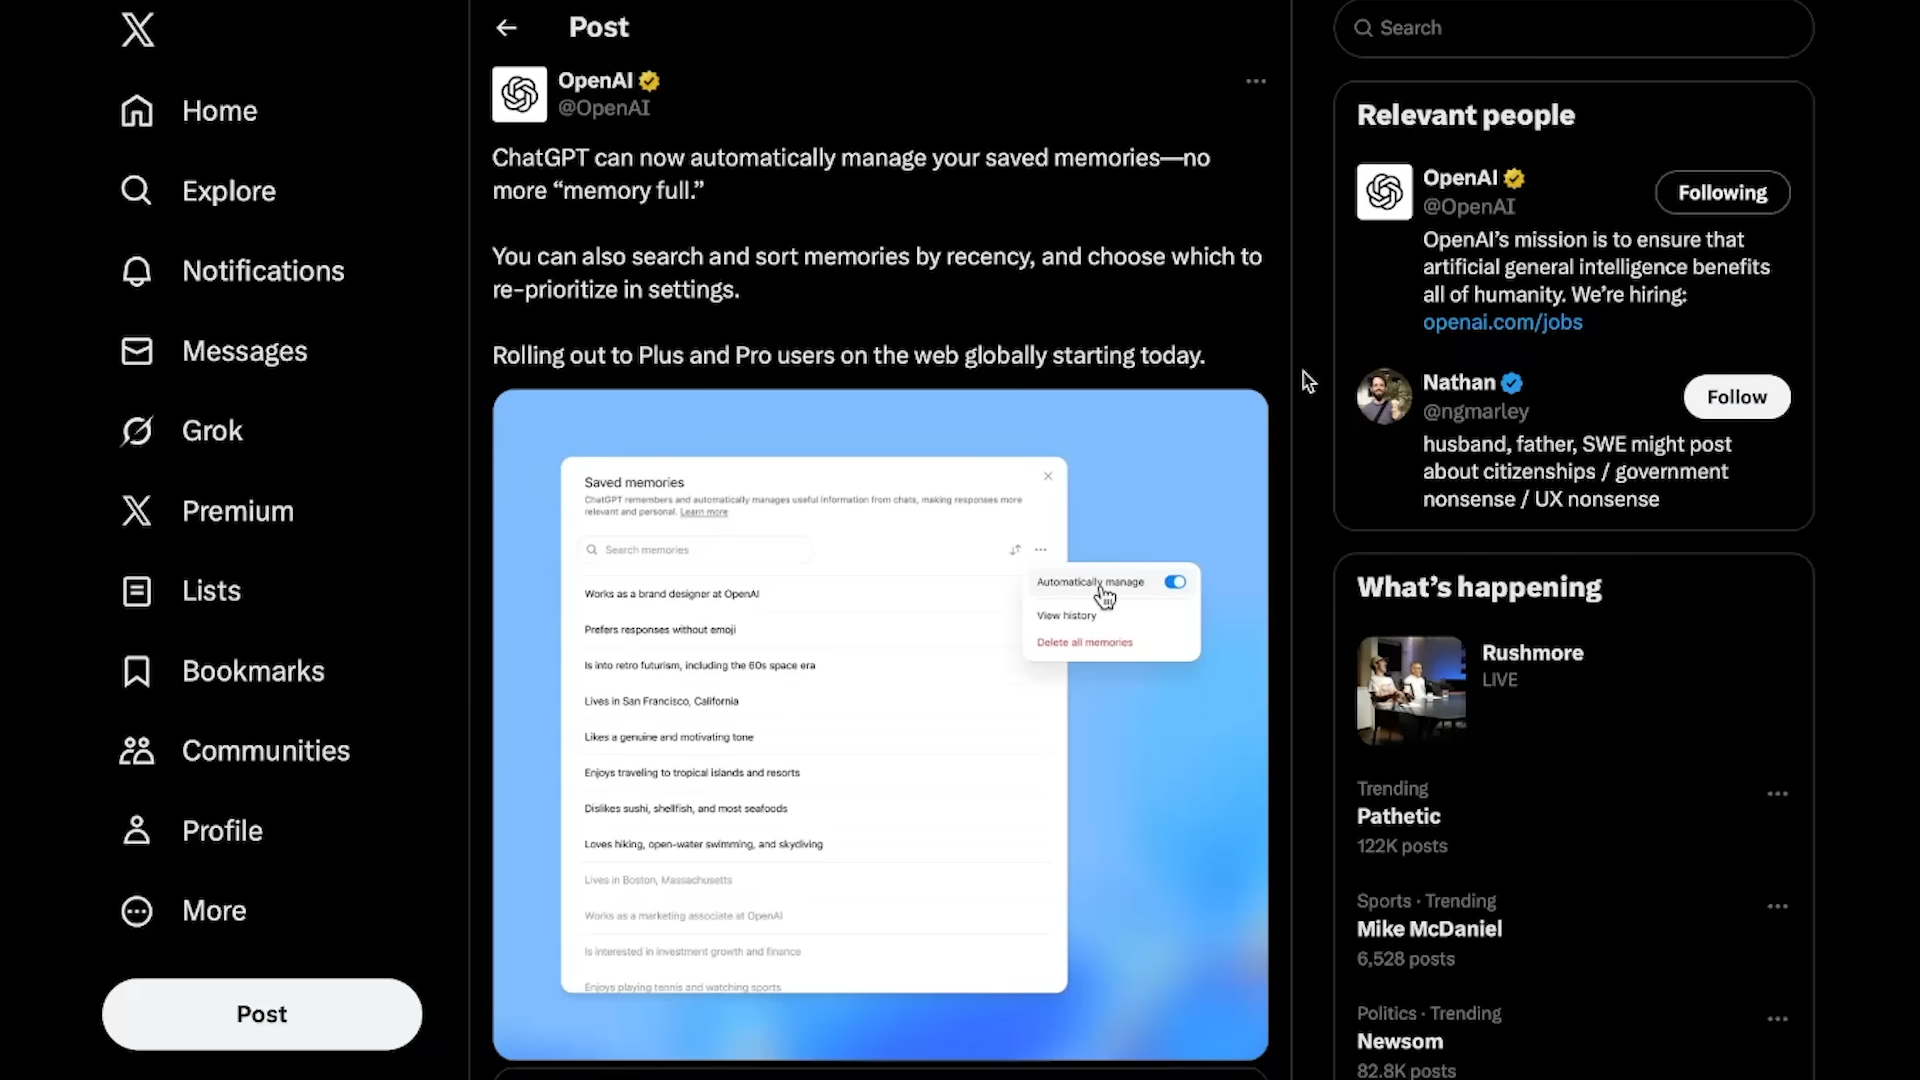 Home
Explore
Notifications
Messages
Grok
Premium
Lists
Bookmarks
Communities
Profile
More
Post
Post
OpenAI
@OpenAI
ChatGPT can now automatically manage your saved memories—no
more “memory full.”
You can also search and sort memories by recency, and choose which to
re-prioritize in settings.
Rolling out to Plus and Pro users on the web globally starting today.
Saved memories
ChatGPT remembers and automatically manages useful information from chats, making responses more
relevant and personal. Learn more
Search memories
Works as a brand designer at OpenAI
Prefers responses without emoji
Is into retro futurism, including the 60s space era
Lives in San Francisco, California
Likes a genuine and motivating tone
Enjoys traveling to tropical islands and resorts
Dislikes sushi, shellfish, and most seafoods
Loves hiking, open-water swimming, and skydiving
Lives in Boston, Massachusetts
Works as a marketing associate at OpenAI
Is interested in investment growth and finance
Enjoys playing tennis and watching sports
Automatically manage
View history
Delete all memories
Search
Relevant people
OpenAI
@OpenAI
Following
OpenAI’s mission is to ensure that
artificial general intelligence benefits
all of humanity. We’re hiring:
openai.com/jobs
Nathan
@ngmarley
Follow
husband, father, SWE might post
about citizenships / government
nonsense / UX nonsense
What’s happening
Rushmore
LIVE
Trending
Pathetic
122K posts
Sports · Trending
Mike McDaniel
6,528 posts
Politics · Trending
Newsom
82.8K posts